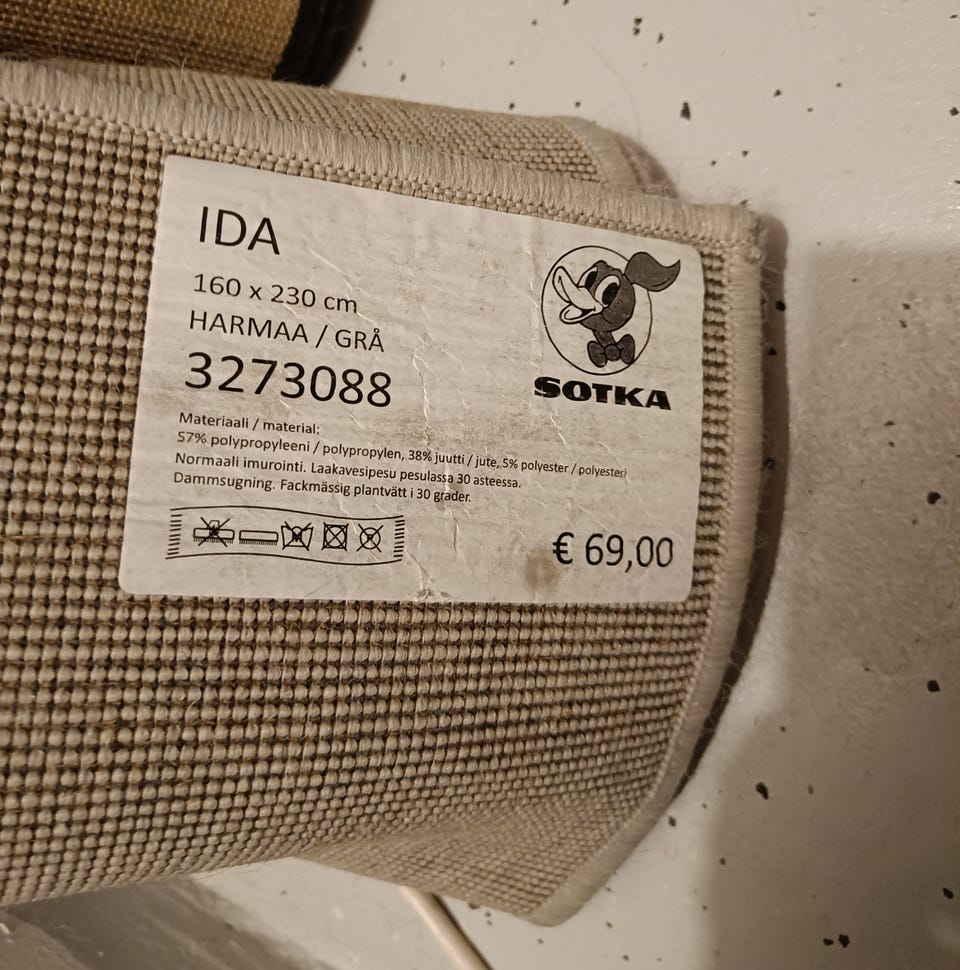 IDA
160 x 230 cm
HARMAA / GRÅ
3273088
SOTKA
Materiaali / material:
57% polypropyleeni / polypropylen, 38% juutti / jute, 5% polyester / polyesteri
Normaali imurointi. Laakavesipesu pesulassa 30 asteessa.
Dammsugning. Fackmässig plantvätt i 30 grader.
€ 69,00